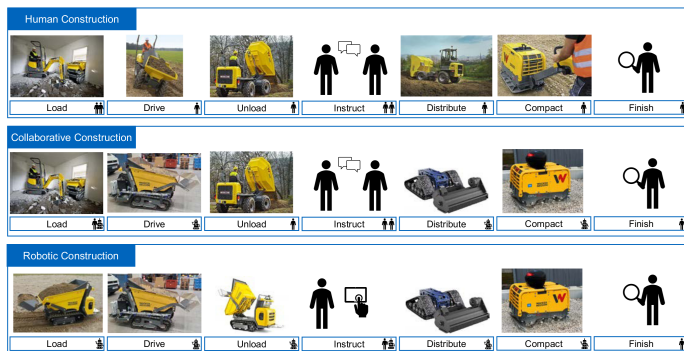 Human Construction
Load
Drive
Unload
Instruct
Distribute
Compact
Finish
Collaborative Construction
Load
Drive
Unload
Instruct
Distribute
Compact
Finish
Robotic Construction
Load
Drive
Unload
Instruct
Distribute
Compact
Finish